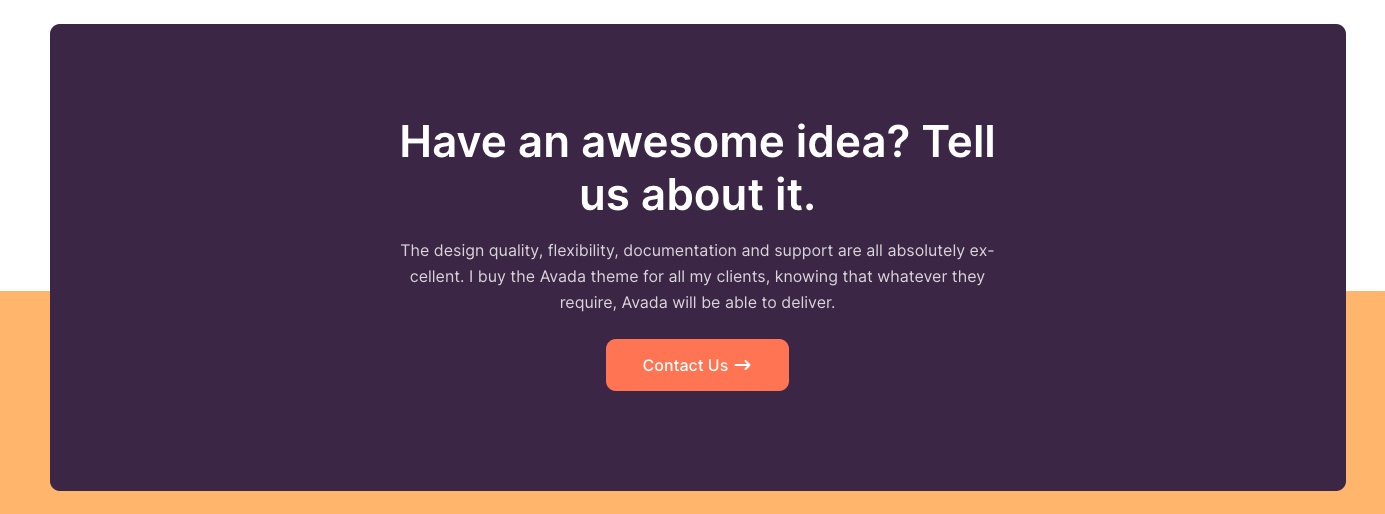 Have an awesome idea? Tell
us about it.
The design quality, flexibility, documentation and support are all absolutely ex-
cellent. I buy the Avada theme for all my clients, knowing that whatever they
require, Avada will be able to deliver.
Contact Us →